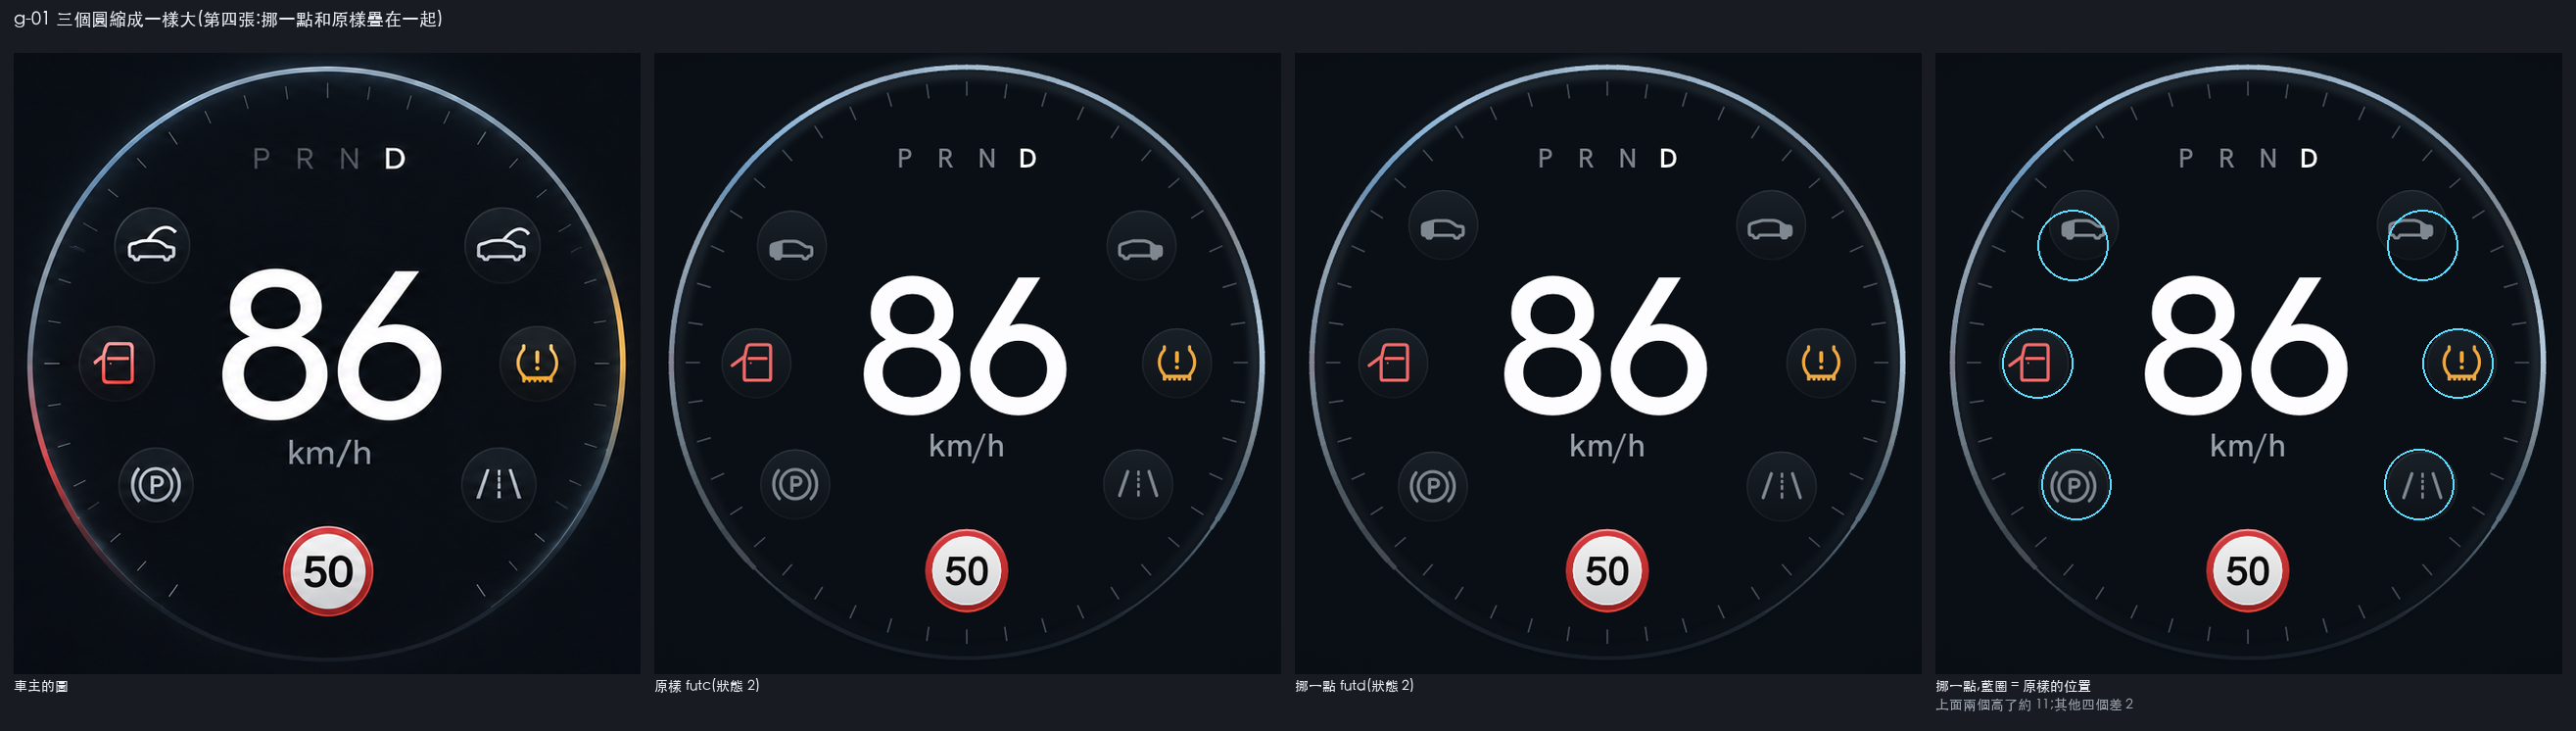 g-01 三個圓縮成一樣大(第四張:挪一點和原樣疊在一起)
P R N D
86
km/h
P
50
車主的圖
P R N D
86
km/h
P
50
原樣 futc(狀態 2)
P R N D
86
km/h
P
50
挪一點 futd(狀態 2)
P R N D
86
km/h
P
50
挪一點,藍圈 = 原樣的位置
上面兩個高了約 11;其他四個差 2